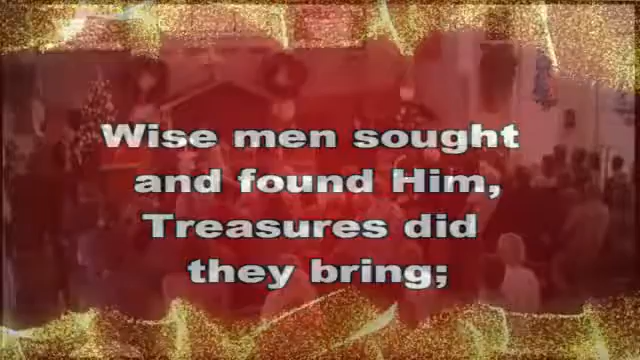 Wise men sought
and found Him,
Treasures did
they bring;